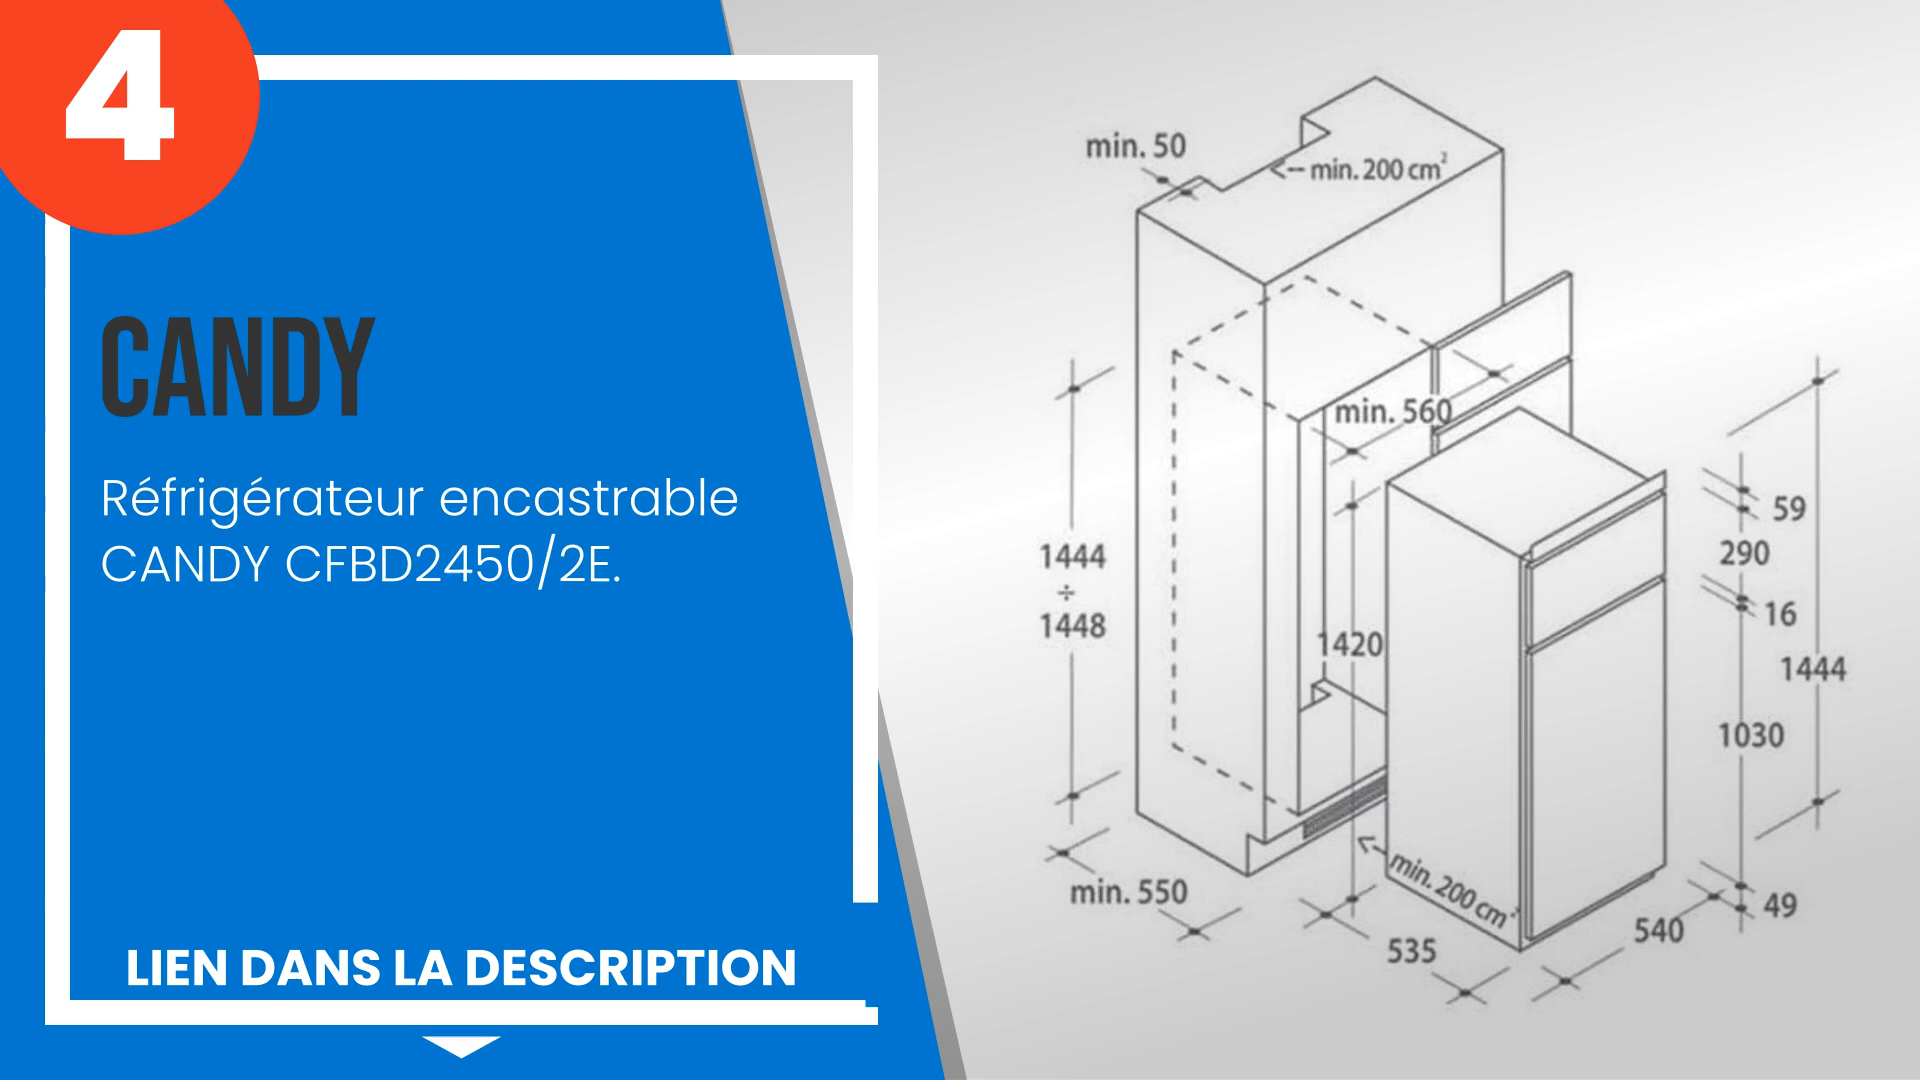 4
CANDY
Réfrigérateur encastrable
CANDY CFBD2450/2E.
LIEN DANS LA DESCRIPTION
min. 50
min. 200 cm²
min. 560
1444
÷
1448
1420
min. 550
min. 200 cm²
535
540
59
290
16
1444
1030
49